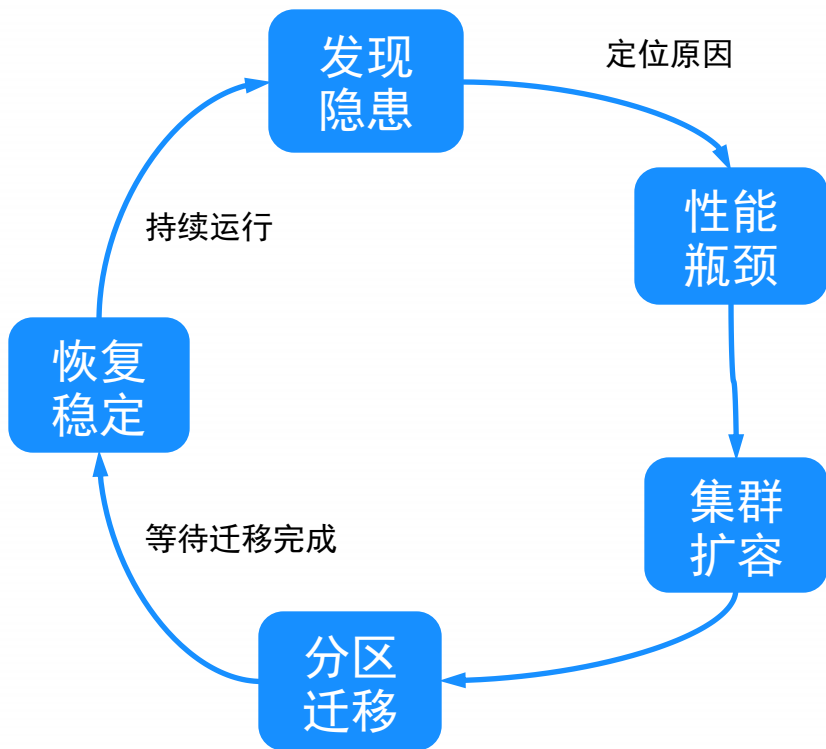 发现
隐患
定位原因
性能
瓶颈
集群
扩容
分区
迁移
等待迁移完成
恢复
稳定
持续运行